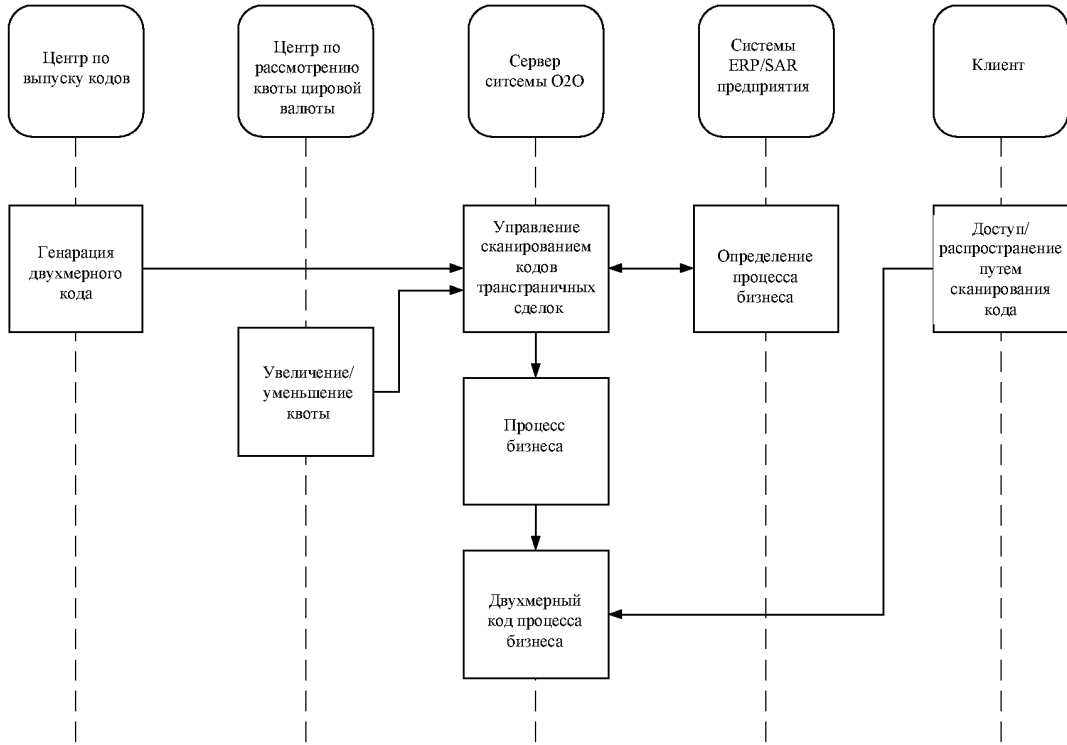 Центр по
выпуску кодов
Центр по
рассмотрению
квоты цировой
валюты
Сервер
ситсемы O2O
Системы
ERP/SAR
предприятия
Клиент
Генарация
двухмерного
кода
Управление
сканированием
кодов
трансграничных
сделок
Определение
процесса
бизнеса
Доступ/
распространение
путем
сканирования
кода
Увеличение/
уменьшение
квоты
Процесс
бизнеса
Двухмерный
код процесса
бизнеса